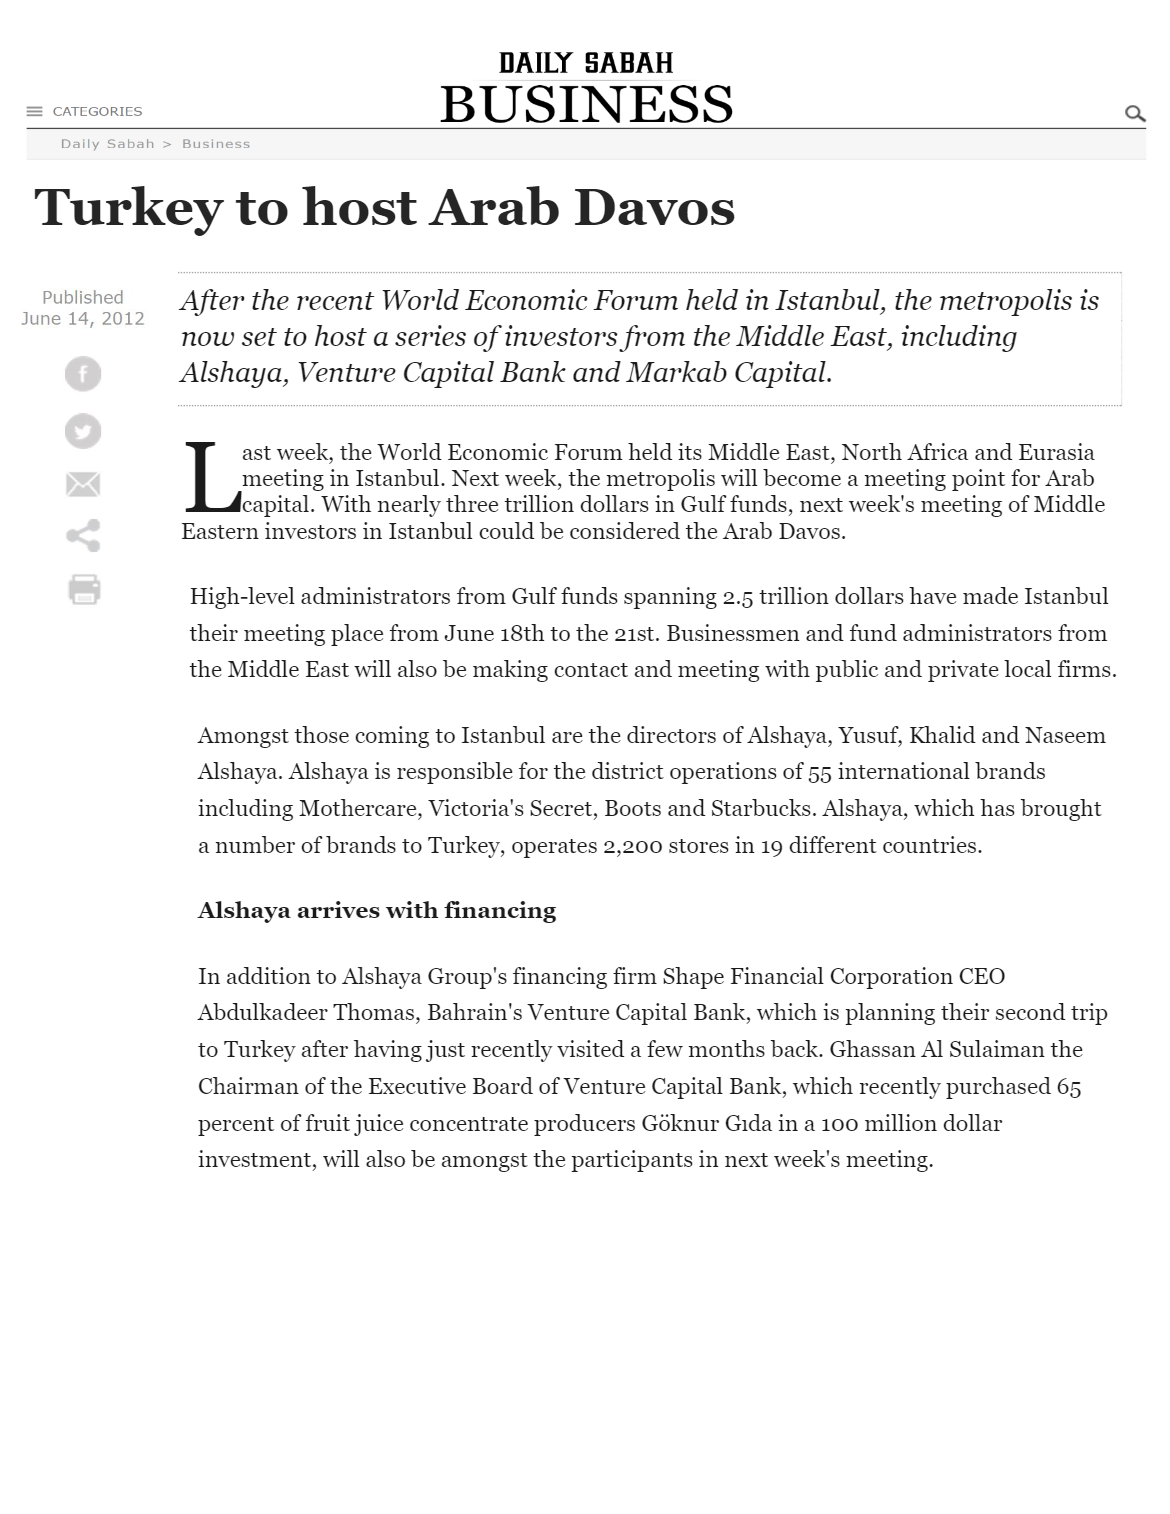 DAILY SABAH
BUSINESS
CATEGORIES
Daily Sabah > Business
Turkey to host Arab Davos
Published
June 14, 2012
After the recent World Economic Forum held in Istanbul, the metropolis is
now set to host a series of investors from the Middle East, including
Alshaya, Venture Capital Bank and Markab Capital.
Last week, the World Economic Forum held its Middle East, North Africa and Eurasia
meeting in Istanbul. Next week, the metropolis will become a meeting point for Arab
capital. With nearly three trillion dollars in Gulf funds, next week's meeting of Middle
Eastern investors in Istanbul could be considered the Arab Davos.
High-level administrators from Gulf funds spanning 2.5 trillion dollars have made Istanbul
their meeting place from June 18th to the 21st. Businessmen and fund administrators from
the Middle East will also be making contact and meeting with public and private local firms.
Amongst those coming to Istanbul are the directors of Alshaya, Yusuf, Khalid and Naseem
Alshaya. Alshaya is responsible for the district operations of 55 international brands
including Mothercare, Victoria's Secret, Boots and Starbucks. Alshaya, which has brought
a number of brands to Turkey, operates 2,200 stores in 19 different countries.
Alshaya arrives with financing
In addition to Alshaya Group's financing firm Shape Financial Corporation CEO
Abdulkadeer Thomas, Bahrain's Venture Capital Bank, which is planning their second trip
to Turkey after having just recently visited a few months back. Ghassan Al Sulaiman the
Chairman of the Executive Board of Venture Capital Bank, which recently purchased 65
percent of fruit juice concentrate producers Göknur Gıda in a 100 million dollar
investment, will also be amongst the participants in next week's meeting.